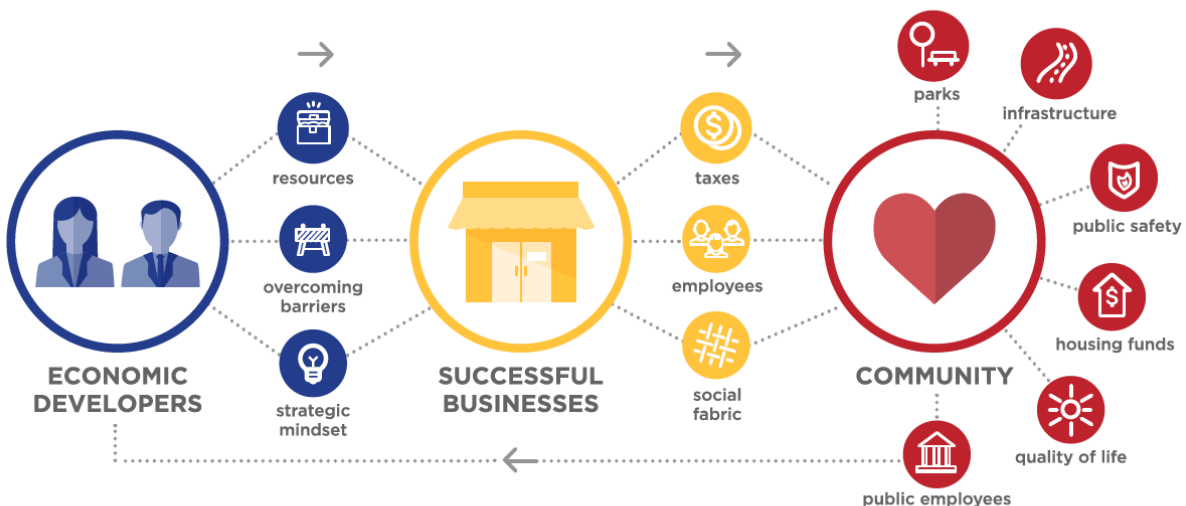 parks
infrastructure
resources
taxes
public safety
overcoming
barriers
employees
housing funds
ECONOMIC
DEVELOPERS
SUCCESSFUL
BUSINESSES
COMMUNITY
strategic
mindset
social
fabric
quality of life
public employees